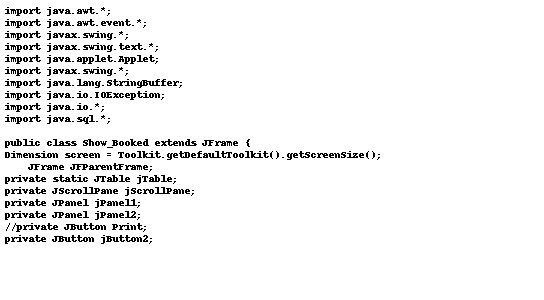 import java.awt.*;
import java.awt.event.*;
import javax.swing.*;
import javax.swing.text.*;
import java.applet.Applet;
import javax.swing.*;
import java.lang.StringBuffer;
import java.io.IOException;
import java.io.*;
import java.sql.*;

public class Show_Booked extends JFrame {
Dimension screen = Toolkit.getDefaultToolkit().getScreenSize();
    JFrame JFParentFrame;
private static JTable jTable;
private JScrollPane jScrollPane;
private JPanel jPanel1;
private JPanel jPanel2;
//private JButton Print;
private JButton jButton2;